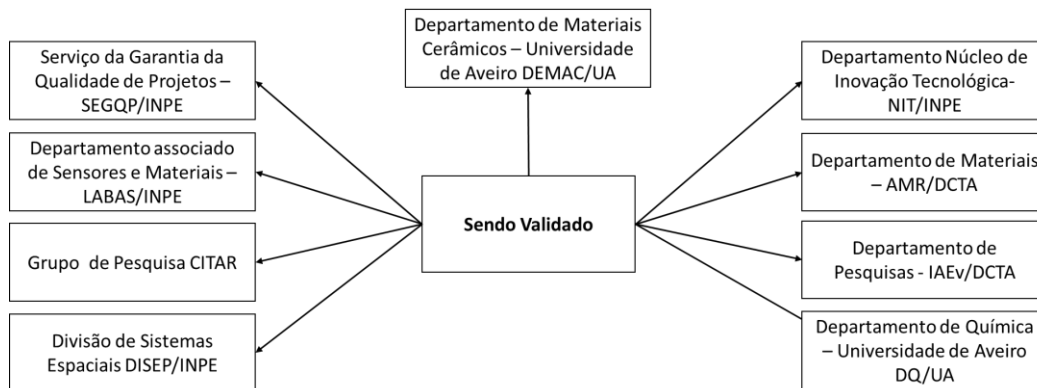 Serviço da Garantia da
Qualidade de Projetos –
SEGQP/INPE
Departamento associado
de Sensores e Materiais –
LABAS/INPE
Grupo de Pesquisa CITAR
Divisão de Sistemas
Espaciais DISEP/INPE
Departamento de Materiais
Cerâmicos – Universidade
de Aveiro DEMAC/UA
Sendo Validado
Departamento Núcleo de
Inovação Tecnológica-
NIT/INPE
Departamento de Materiais
– AMR/DCTA
Departamento de
Pesquisas - IAEv/DCTA
Departamento de Química
– Universidade de Aveiro
DQ/UA